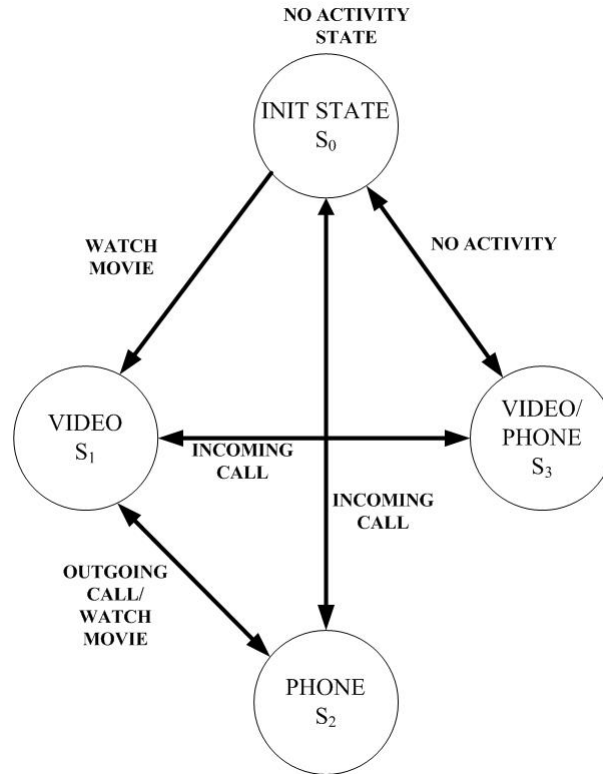 NO ACTIVITY
STATE
INIT STATE
S0
WATCH
MOVIE
NO ACTIVITY
VIDEO
S1
VIDEO/
PHONE
S3
INCOMING
CALL
INCOMING
CALL
OUTGOING
CALL/
WATCH
MOVIE
PHONE
S2